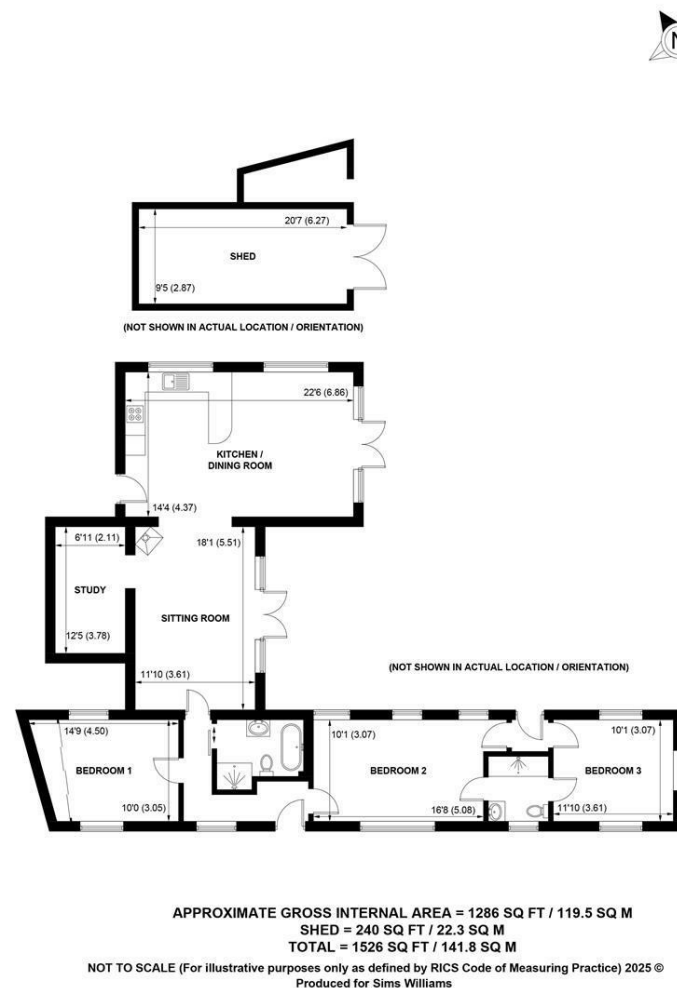 N
20'7 (6.27)
SHED
9'5 (2.87)
(NOT SHOWN IN ACTUAL LOCATION / ORIENTATION)
22'6 (6.86)
KITCHEN /
DINING ROOM
14'4 (4.37)
6'11 (2.11)
18'1 (5.51)
STUDY
SITTING ROOM
12'5 (3.78)
11'10 (3.61)
(NOT SHOWN IN ACTUAL LOCATION / ORIENTATION)
14'9 (4.50)
10'1 (3.07)
10'1 (3.07)
BEDROOM 1
BEDROOM 2
BEDROOM 3
10'0 (3.05)
16'8 (5.08)
11'10 (3.61)
APPROXIMATE GROSS INTERNAL AREA = 1286 SQ FT / 119.5 SQ M
SHED = 240 SQ FT / 22.3 SQ M
TOTAL = 1526 SQ FT / 141.8 SQ M
NOT TO SCALE (For illustrative purposes only as defined by RICS Code of Measuring Practice) 2025 ©
Produced for Sims Williams